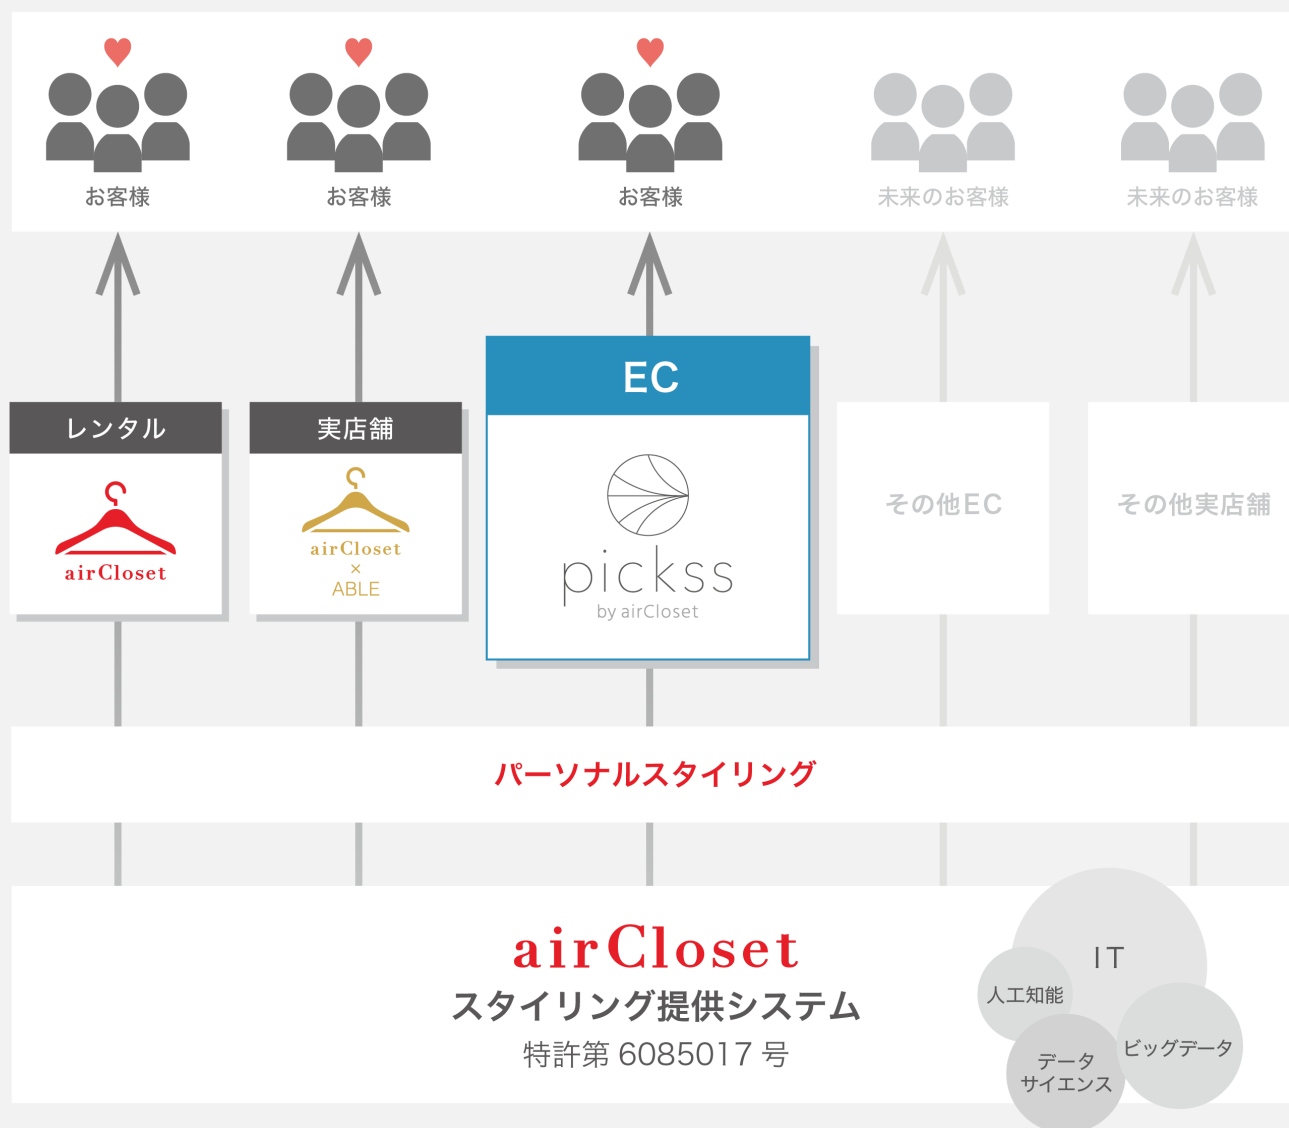 お客様
お客様
お客様
未来のお客様
未来のお客様
レンタル
airCloset
実店舗
airCloset
×
ABLE
EC
pickss
by airCloset
その他EC
その他実店舗
パーソナルスタイリング
airCloset
スタイリング提供システム
特許第 6085017 号
IT
人工知能
データ
サイエンス
ビッグデータ